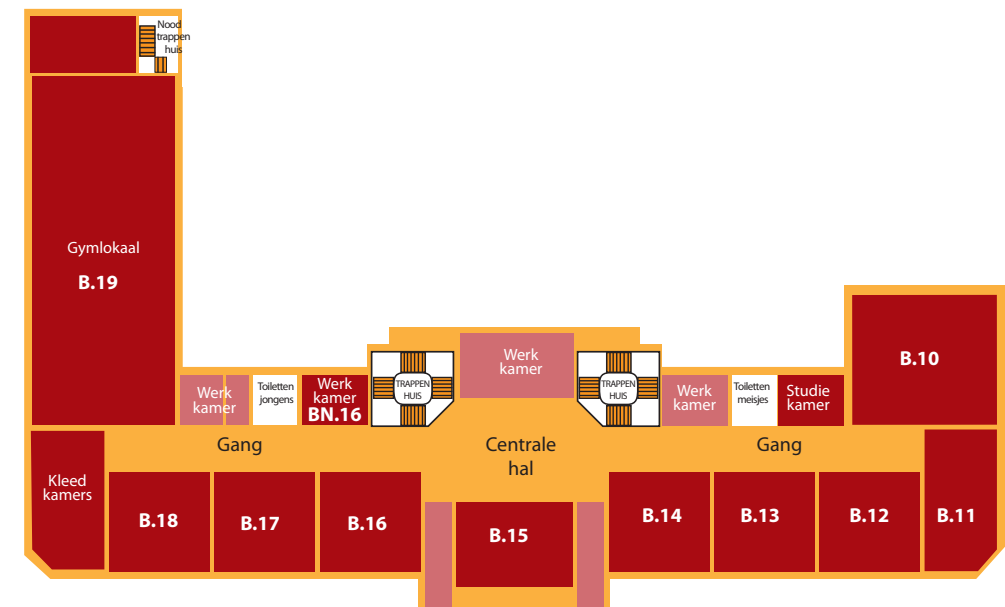 Nood
trappen
huis
Gymlokaal
B.19
Werk
kamer
Toiletten
jongens
Werk
kamer
BN.16
TRAPPEN
HUIS
Werk
kamer
TRAPPEN
HUIS
Werk
kamer
Toiletten
meisjes
Studie
kamer
B.10
Gang
Centrale
hal
Gang
Kleed
kamers
B.18
B.17
B.16
B.15
B.14
B.13
B.12
B.11